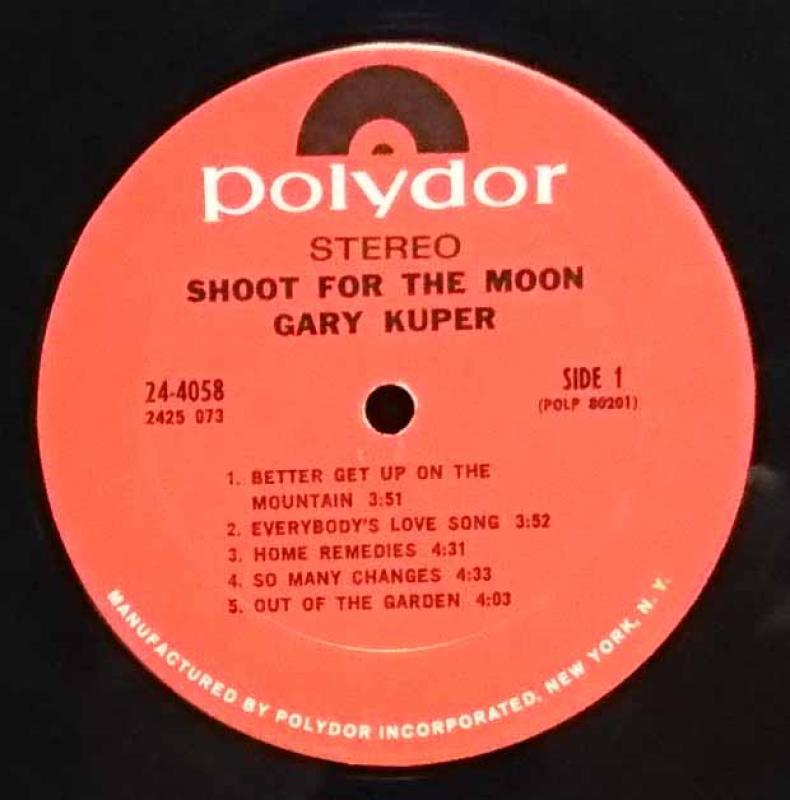 polydor
STEREO
SHOOT FOR THE MOON
GARY KUPER
24-4058
2425 073
SIDE 1
(POLP 80201)
1. BETTER GET UP ON THE
MOUNTAIN 3:51
2. EVERYBODY'S LOVE SONG 3:52
3. HOME REMEDIES 4:31
4. SO MANY CHANGES 4:33
5. OUT OF THE GARDEN 4:03
MANUFACTURED BY POLYDOR INCORPORATED, NEW YORK, N.Y.